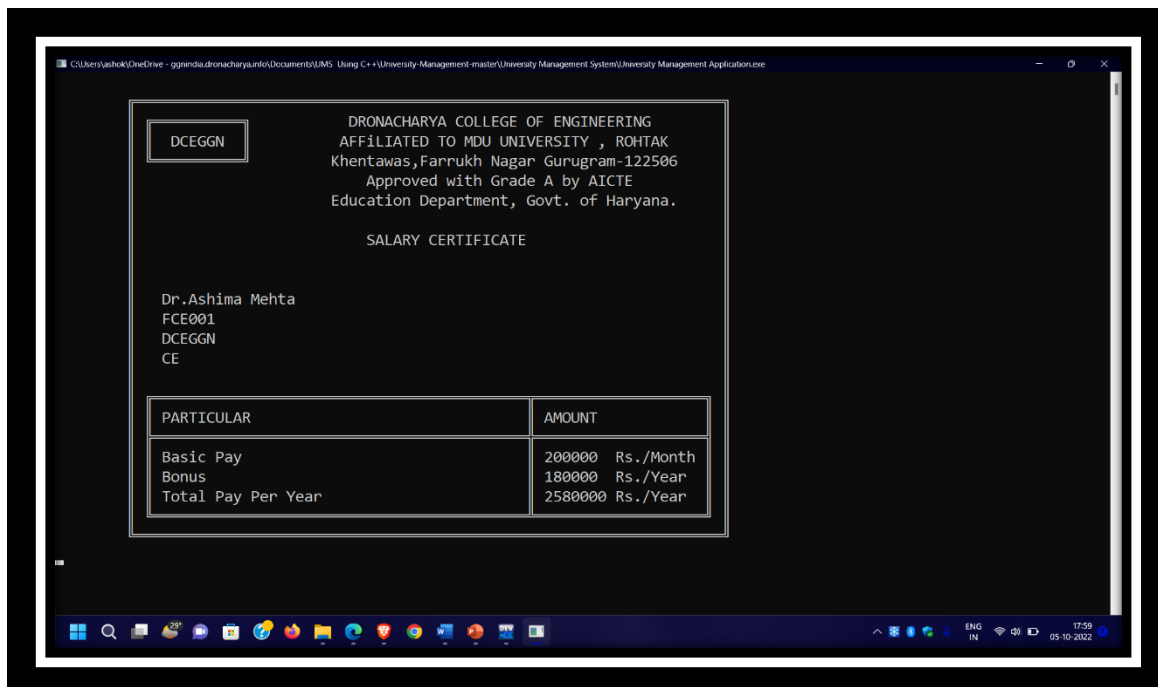 C:\Users\ashok\OneDrive - ggnindia.dronacharya.info\Documents\UMS Using C++\University-Management-master\University Management System\University Management Application.exe
DCEGGN
DRONACHARYA COLLEGE OF ENGINEERING
AFFiLIATED TO MDU UNIVERSITY , ROHTAK
Khentawas,Farrukh Nagar Gurugram-122506
Approved with Grade A by AICTE
Education Department, Govt. of Haryana.
SALARY CERTIFICATE
Dr.Ashima Mehta
FCE001
DCEGGN
CE
PARTICULAR AMOUNT
Basic Pay 200000 Rs./Month
Bonus 180000 Rs./Year
Total Pay Per Year 2580000 Rs./Year
29°
DEV
ENG
IN
17:59
05-10-2022